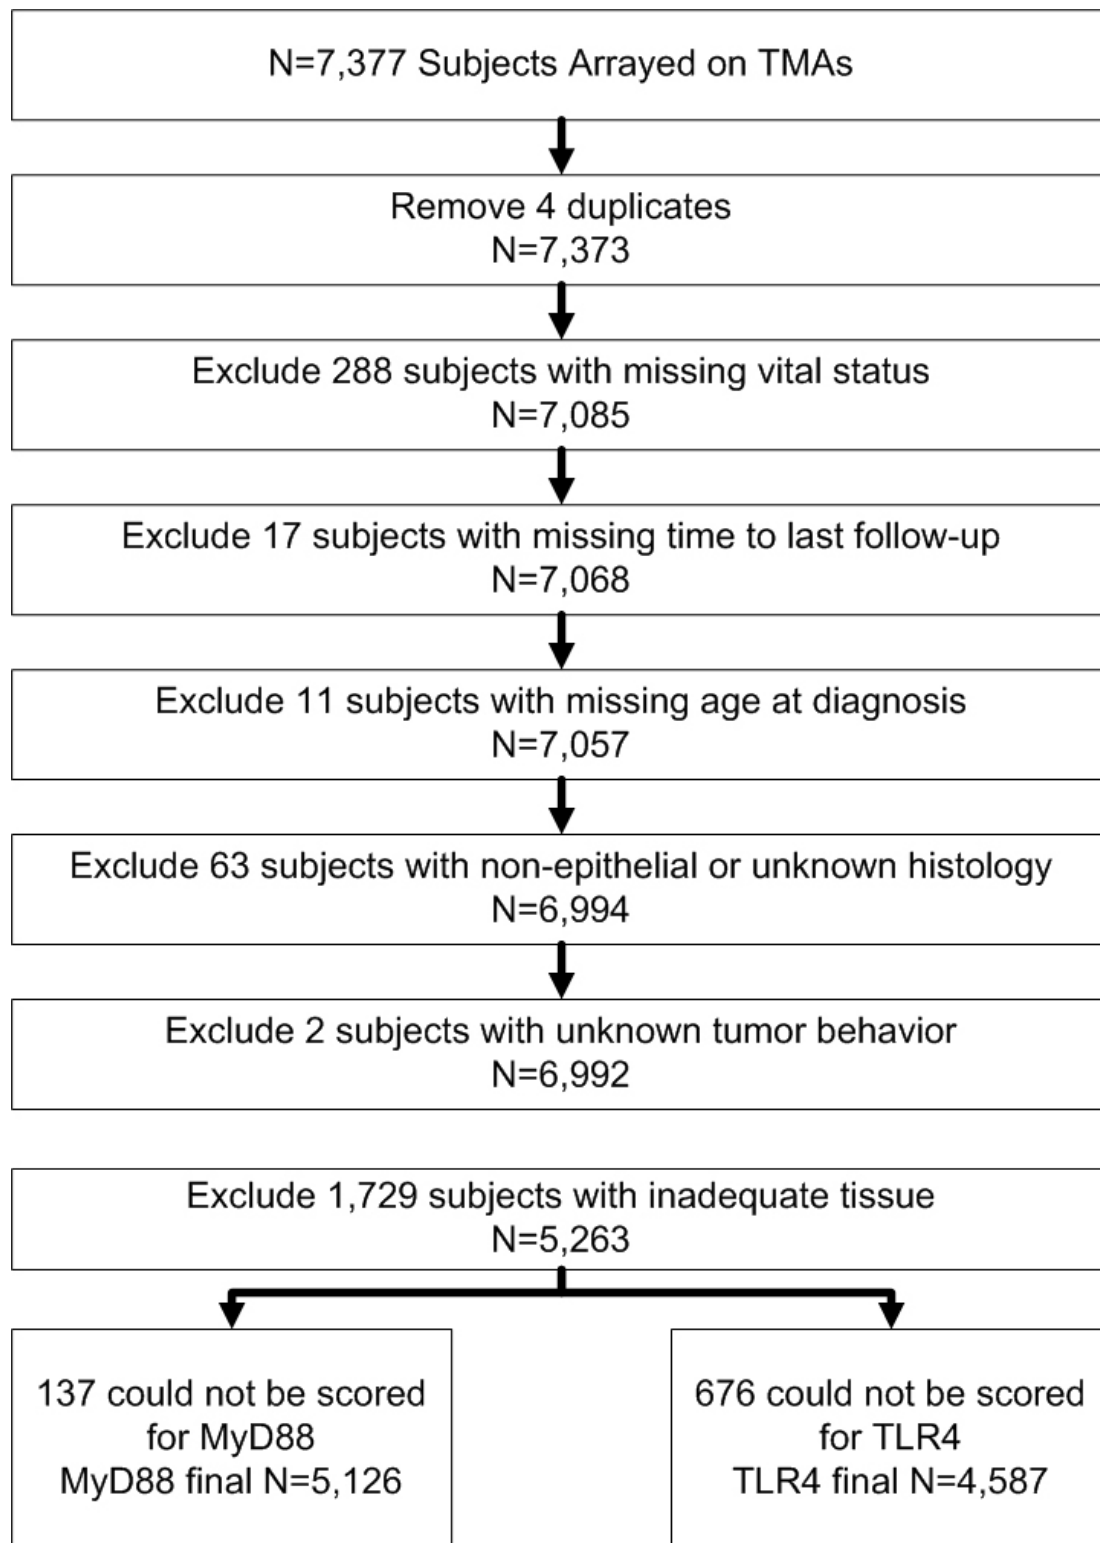 N=7,377 Subjects Arrayed on TMAs
Remove 4 duplicates
N=7,373
Exclude 288 subjects with missing vital status
N=7,085
Exclude 17 subjects with missing time to last follow-up
N=7,068
Exclude 11 subjects with missing age at diagnosis
N=7,057
Exclude 63 subjects with non-epithelial or unknown histology
N=6,994
Exclude 2 subjects with unknown tumor behavior
N=6,992
Exclude 1,729 subjects with inadequate tissue
N=5,263
137 could not be scored
for MyD88
MyD88 final N=5,126
676 could not be scored
for TLR4
TLR4 final N=4,587